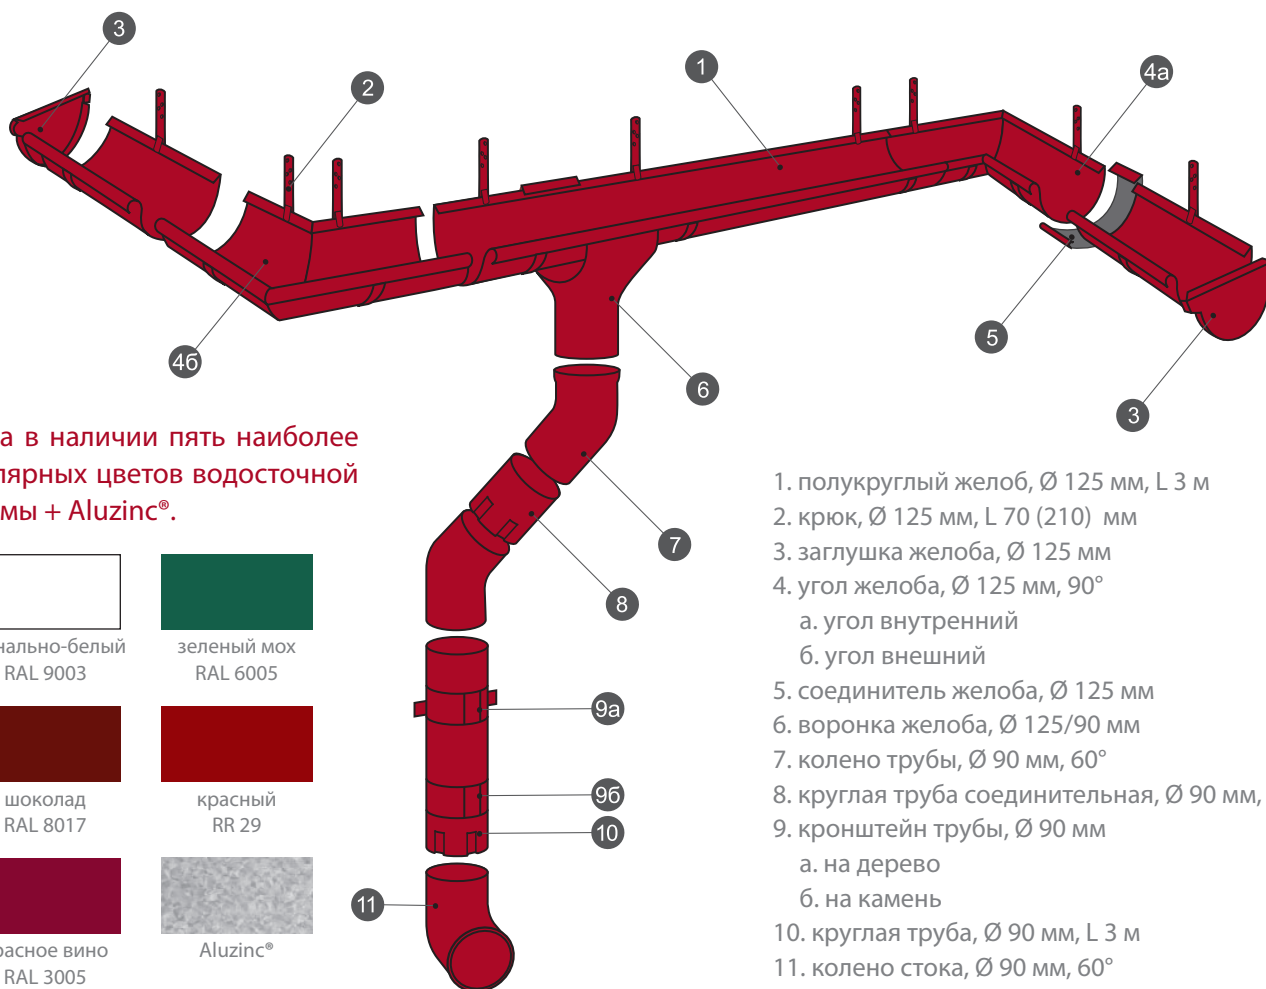 3
2
1
4а
4б
5
3
6
7
8
9а
9б
10
11
а в наличии пять наиболее
лярных цветов водосточной
мы + Aluzinc®.
нально-белый
RAL 9003
зеленый мох
RAL 6005
шоколад
RAL 8017
красный
RR 29
расное вино
RAL 3005
Aluzinc®
1. полукруглый желоб, Ø 125 мм, L 3 м
2. крюк, Ø 125 мм, L 70 (210) мм
3. заглушка желоба, Ø 125 мм
4. угол желоба, Ø 125 мм, 90°
а. угол внутренний
б. угол внешний
5. соединитель желоба, Ø 125 мм
6. воронка желоба, Ø 125/90 мм
7. колено трубы, Ø 90 мм, 60°
8. круглая труба соединительная, Ø 90 мм,
9. кронштейн трубы, Ø 90 мм
а. на дерево
б. на камень
10. круглая труба, Ø 90 мм, L 3 м
11. колено стока, Ø 90 мм, 60°